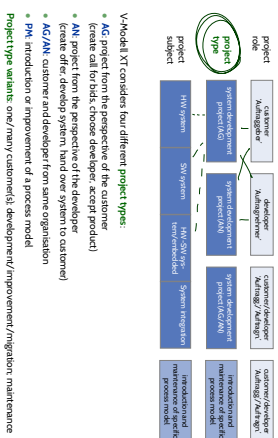 project role
customer 'Auftraggeber'
developer 'Auftragnehmer'
customer/developer 'Auftragg./'Auftragn'
customer/developer 'Auftragg./'Auftragn'
project type
system development project (AG)
system development project (AN)
system development project (AG/AN)
introduction and maintenance of specific process model
project subject
HW system
SW system
HW-SW system/embedded
System integration
introduction and maintenance of specific process model
V-Modell XT considers four different project types:
• AG: project from the perspective of the customer
(create call for bids, choose developer, accept product)
• AN: project from the perspective of the developer
(create offer, develop system, hand over system to customer)
• AG/AN: customer and developer from same organisation
• PM: introduction or improvement of a process model
Project type variants: one/many customer(s); development/improvement/migration; maintenance